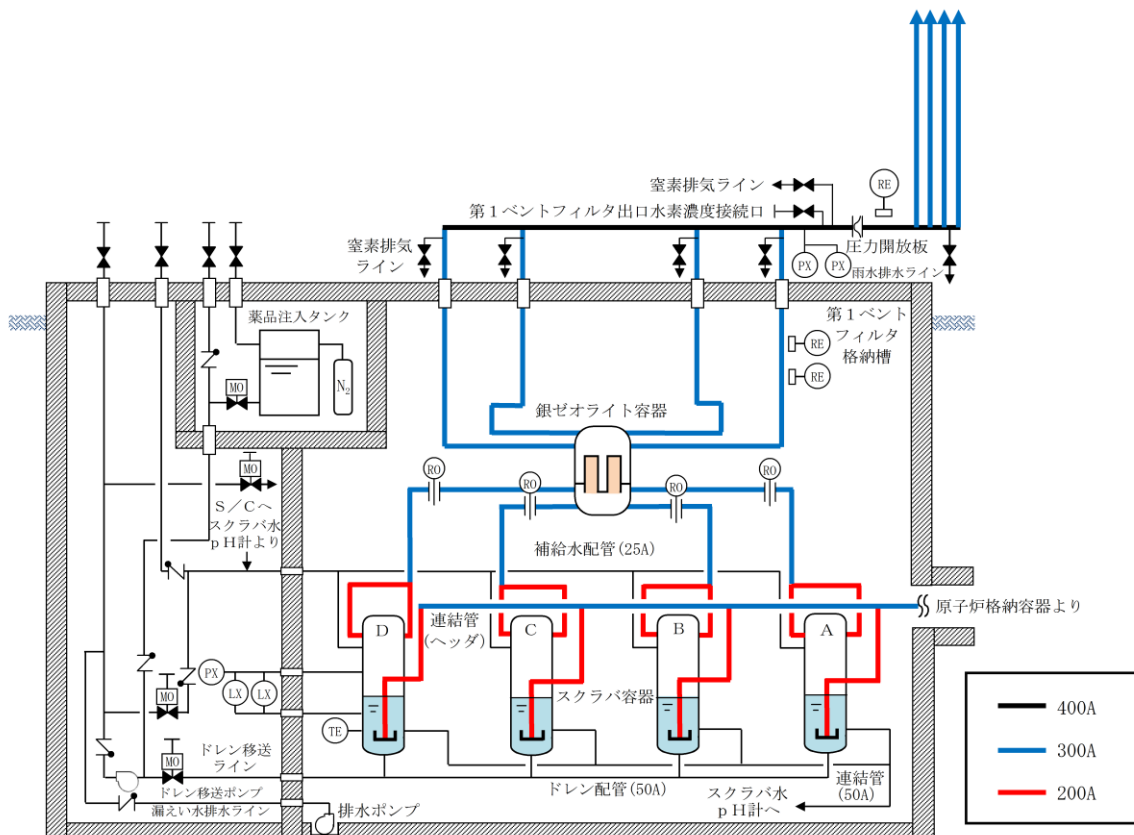 窒素排気ライン
RE
第1ベントフィルタ出口水素濃度接続口
窒素排気
ライン
圧力開放板
PX
PX
雨水排水ライン
薬品注入タンク
第1ベント
フィルタ
格納槽
RE
RE
MO
N₂
銀ゼオライト容器
MO
RO
RO
RO
RO
S/Cへ
スクラバ水
pH計より
補給水配管(25A)
原子炉格納容器より
連結管
(ヘッダ)
D
C
B
A
PX
LX
LX
MO
スクラバ容器
TE
400A
300A
200A
ドレン移送
ライン
MO
ドレン移送ポンプ
漏えい水排水ライン
排水ポンプ
ドレン配管(50A)
スクラバ水
pH計へ
連結管
(50A)